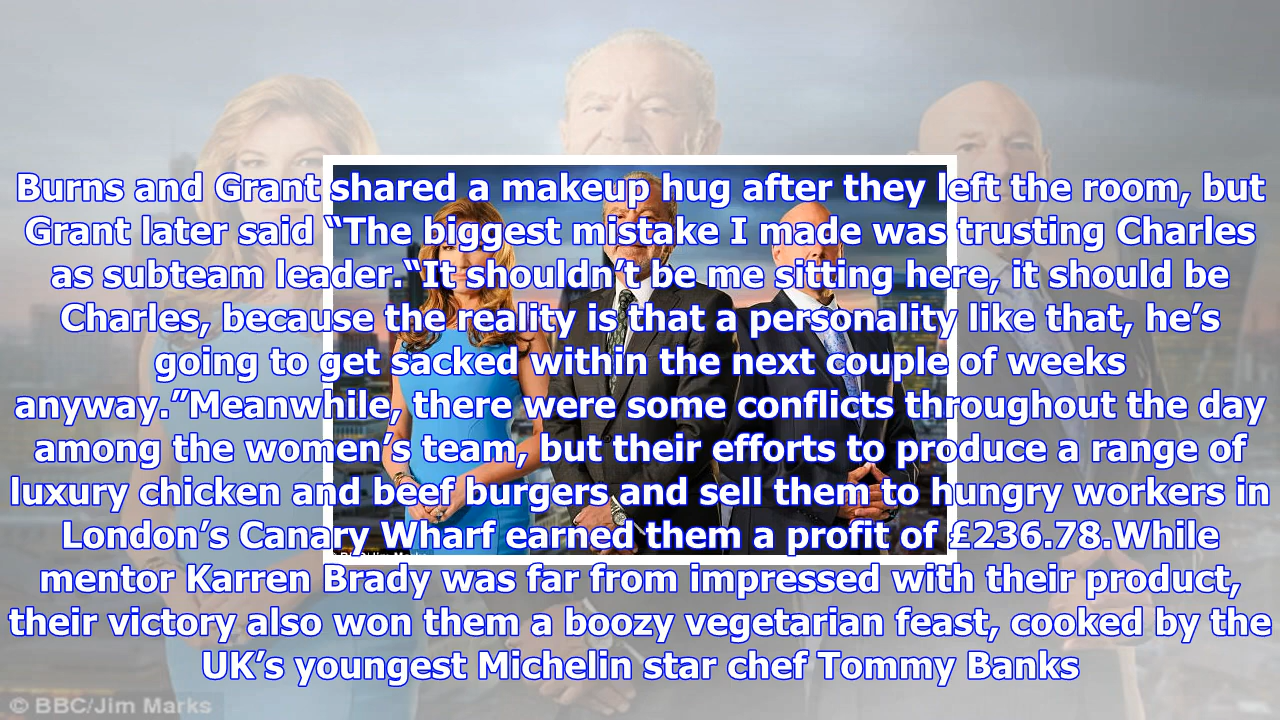 Burns and Grant shared a makeup hug after they left the room, but
Grant later said “The biggest mistake I made was trusting Charles
as subteam leader.“It shouldn’t be me sitting here, it should be
Charles, because the reality is that a personality like that, he’s
going to get sacked within the next couple of weeks
anyway.”Meanwhile, there were some conflicts throughout the day
among the women’s team, but their efforts to produce a range of
luxury chicken and beef burgers and sell them to hungry workers in
London’s Canary Wharf earned them a profit of £236.78.While
mentor Karren Brady was far from impressed with their product,
their victory also won them a boozy vegetarian feast, cooked by the
UK’s youngest Michelin star chef Tommy Banks
© BBC/Jim Marks